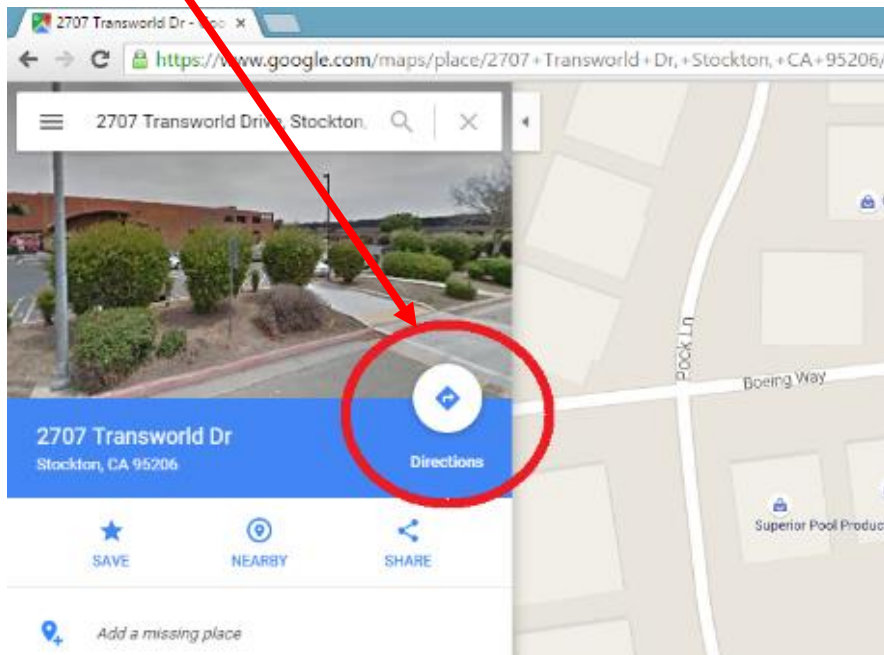 2707 Transworld Dr - Goo
https://www.google.com/maps/place/2707+Transworld+Dr,+Stockton,+CA+95206/
2707 Transworld Drive, Stockton,
2707 Transworld Dr
Stockton, CA 95206
Directions
SAVE
NEARBY
SHARE
Add a missing place
Pock Ln
Boeing Way
Superior Pool Produc